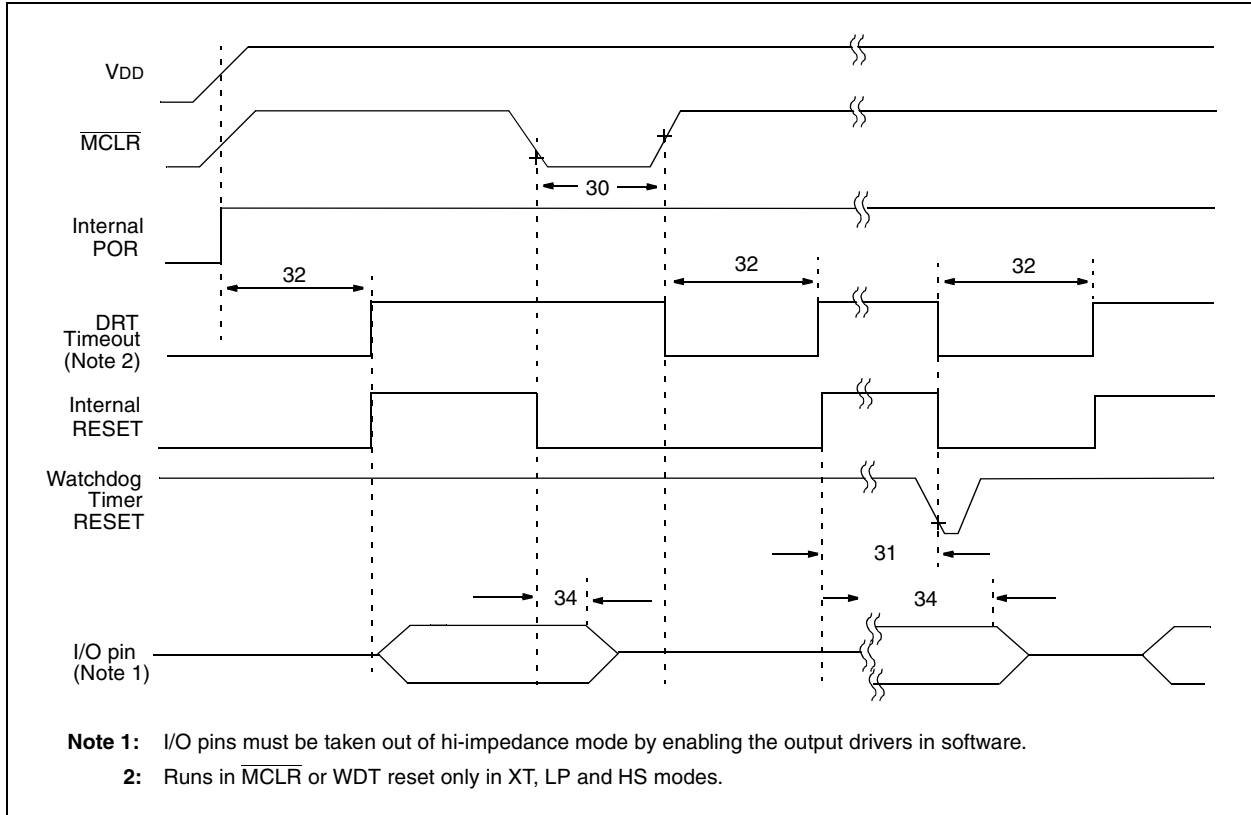 VDD
MCLR
30
Internal
POR
32
32
32
DRT
Timeout
(Note 2)
Internal
RESET
Watchdog
Timer
RESET
31
34
34
I/O pin
(Note 1)
Note 1: I/O pins must be taken out of hi-impedance mode by enabling the output drivers in software.
2: Runs in MCLR or WDT reset only in XT, LP and HS modes.